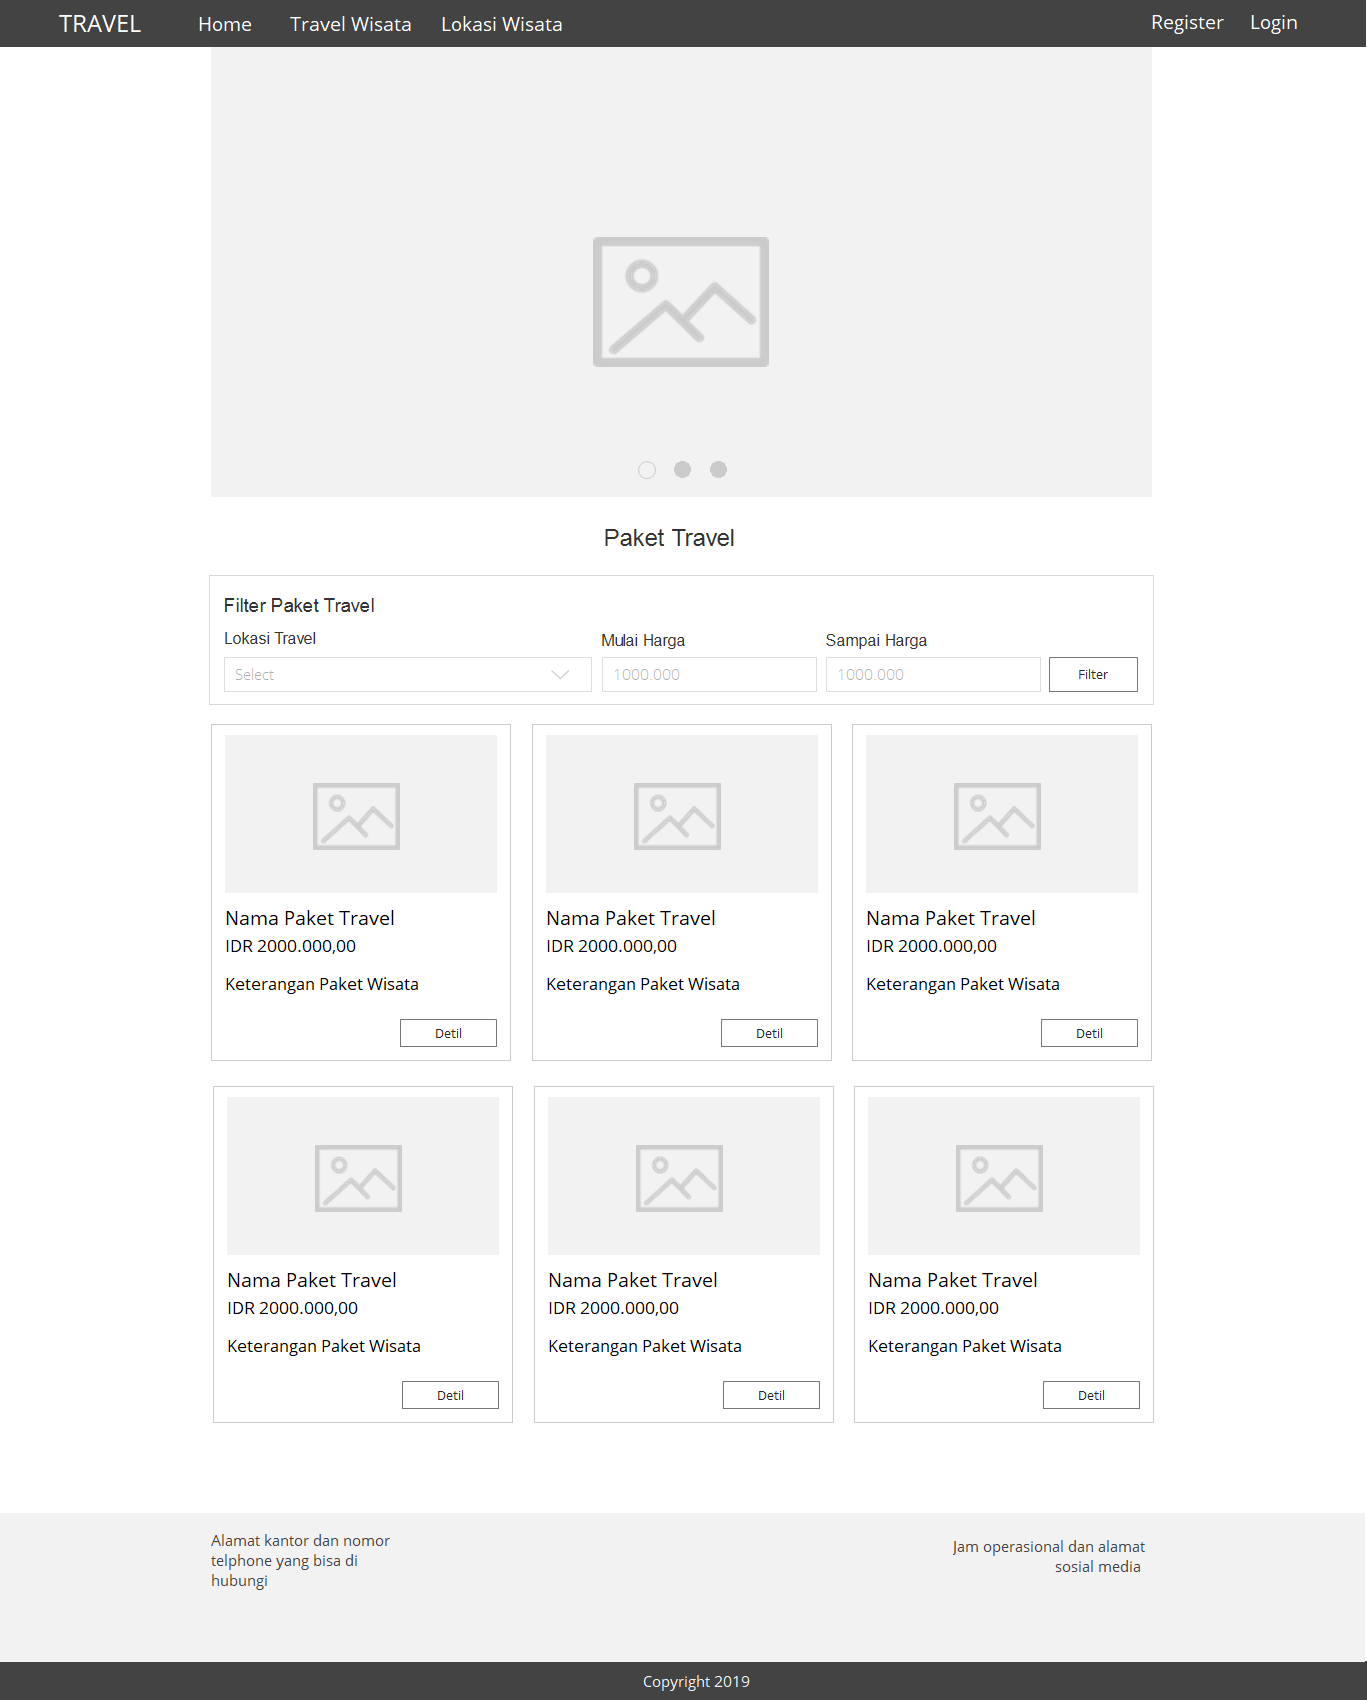 TRAVEL Home Travel Wisata Lokasi Wisata Register Login
Paket Travel
Filter Paket Travel
Lokasi Travel Mulai Harga Sampai Harga
Select 1000.000 1000.000 Filter
Nama Paket Travel Nama Paket Travel Nama Paket Travel
IDR 2000.000,00 IDR 2000.000,00 IDR 2000.000,00
Keterangan Paket Wisata Keterangan Paket Wisata Keterangan Paket Wisata
Detil Detil Detil
Nama Paket Travel Nama Paket Travel Nama Paket Travel
IDR 2000.000,00 IDR 2000.000,00 IDR 2000.000,00
Keterangan Paket Wisata Keterangan Paket Wisata Keterangan Paket Wisata
Detil Detil Detil
Alamat kantor dan nomor
telphone yang bisa di
hubungi
Jam operasional dan alamat
sosial media
Copyright 2019